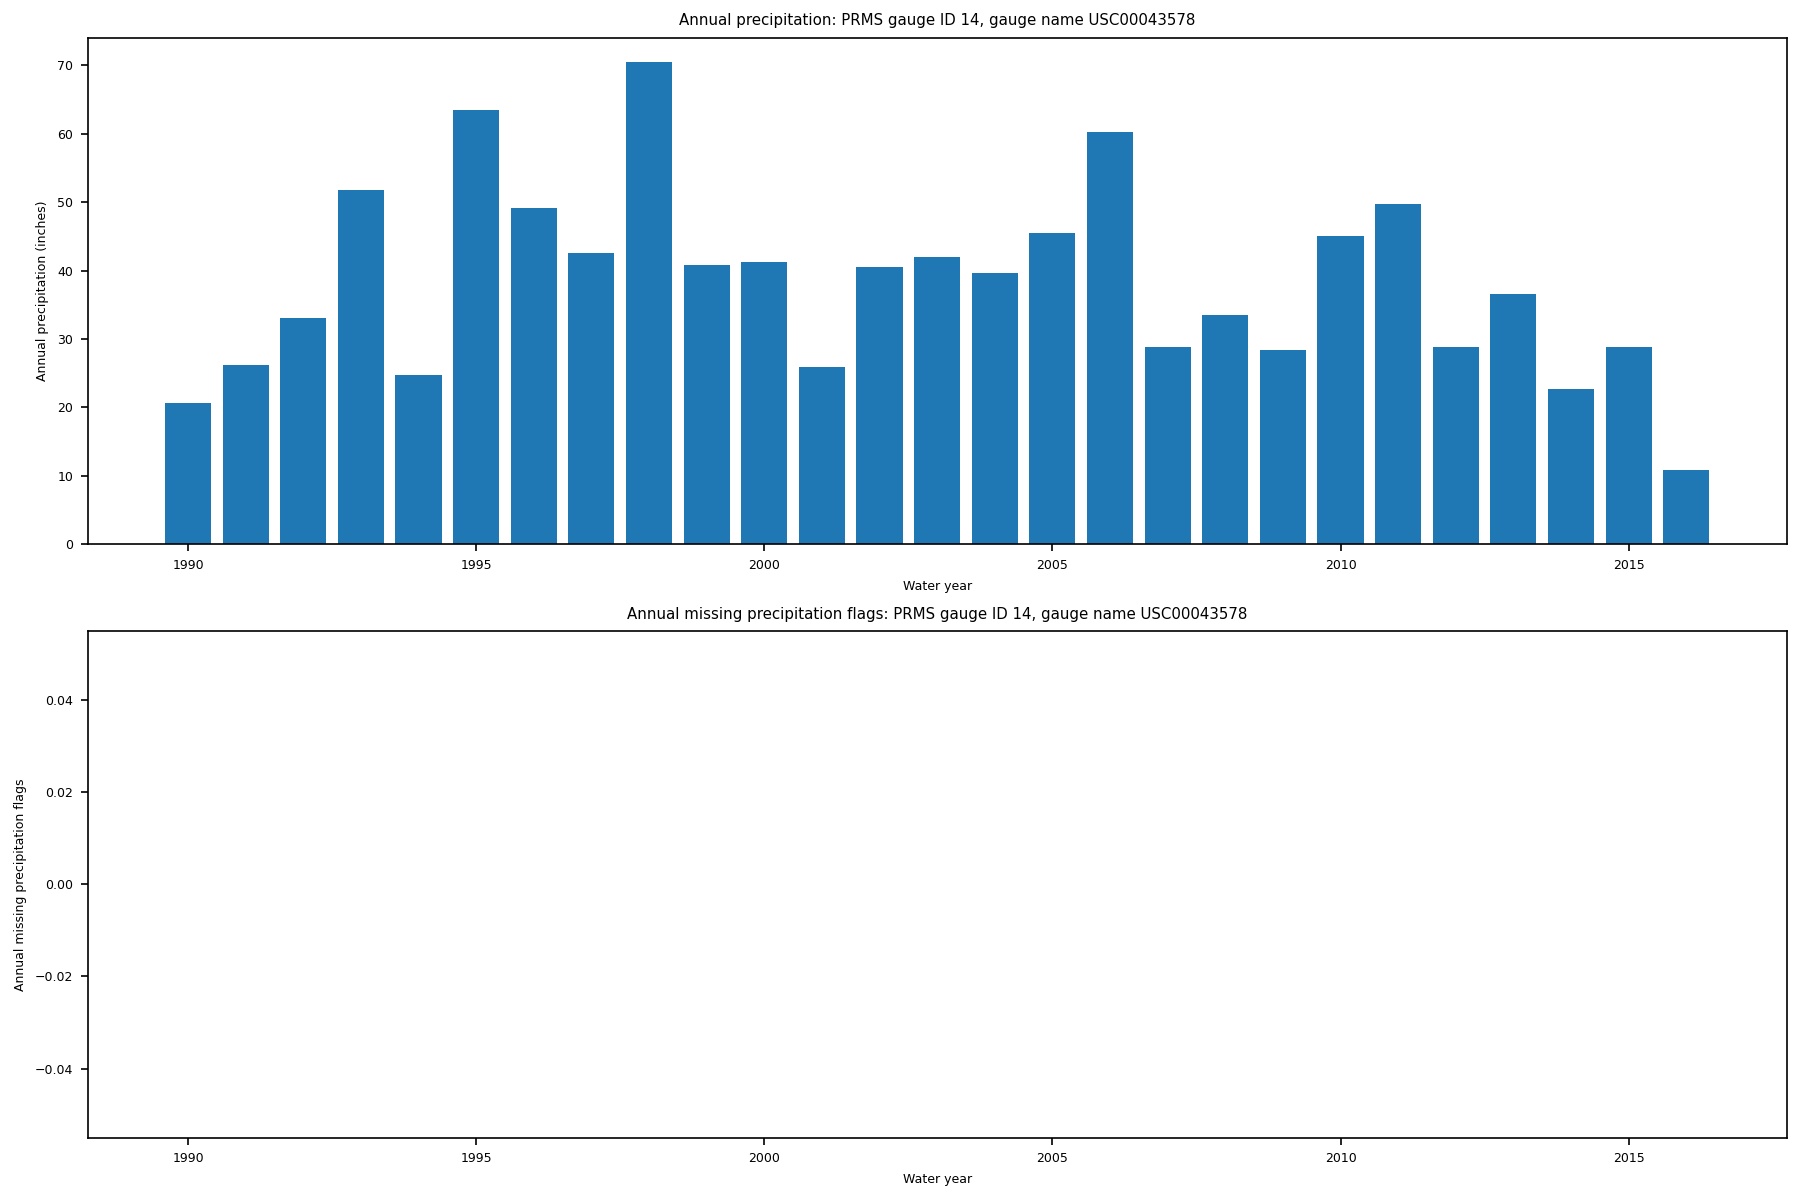 Annual precipitation: PRMS gauge ID 14, gauge name USC00043578
Annual precipitation (inches)
70
60
50
40
30
20
10
0
1990 1995 2000 2005 2010 2015
Water year
Annual missing precipitation flags: PRMS gauge ID 14, gauge name USC00043578
Annual missing precipitation flags
0.04
0.02
0.00
−0.02
−0.04
1990 1995 2000 2005 2010 2015
Water year